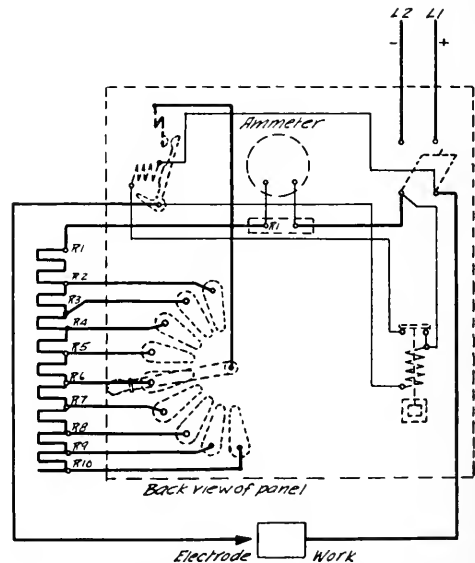 L2 L1
- +
Ammeter
R1
R1
R2
R3
R4
R5
R6
R7
R8
R9
R10
Back view of panel
Electrode Work